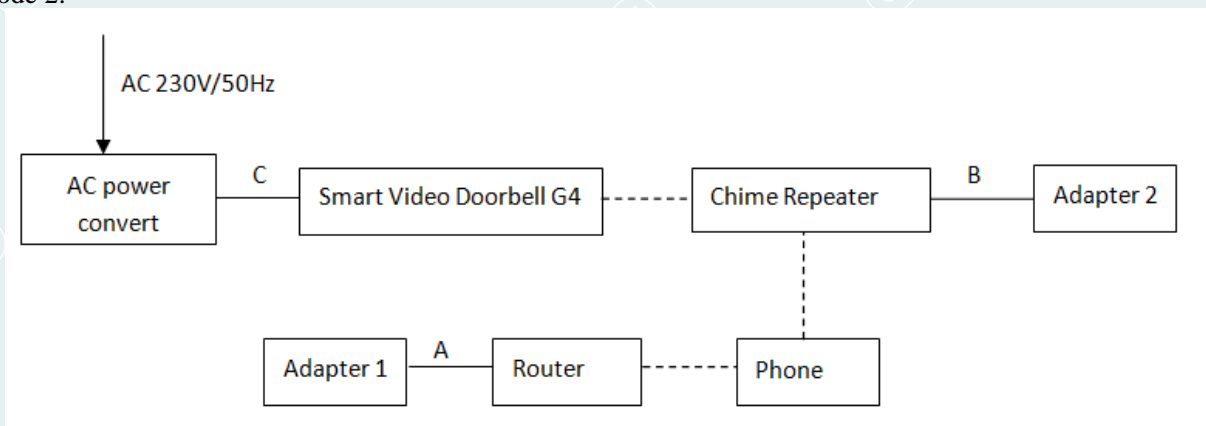 AC 230V/50Hz
AC power
convert
C
Smart Video Doorbell G4
Chime Repeater
B
Adapter 2
Adapter 1
A
Router
Phone